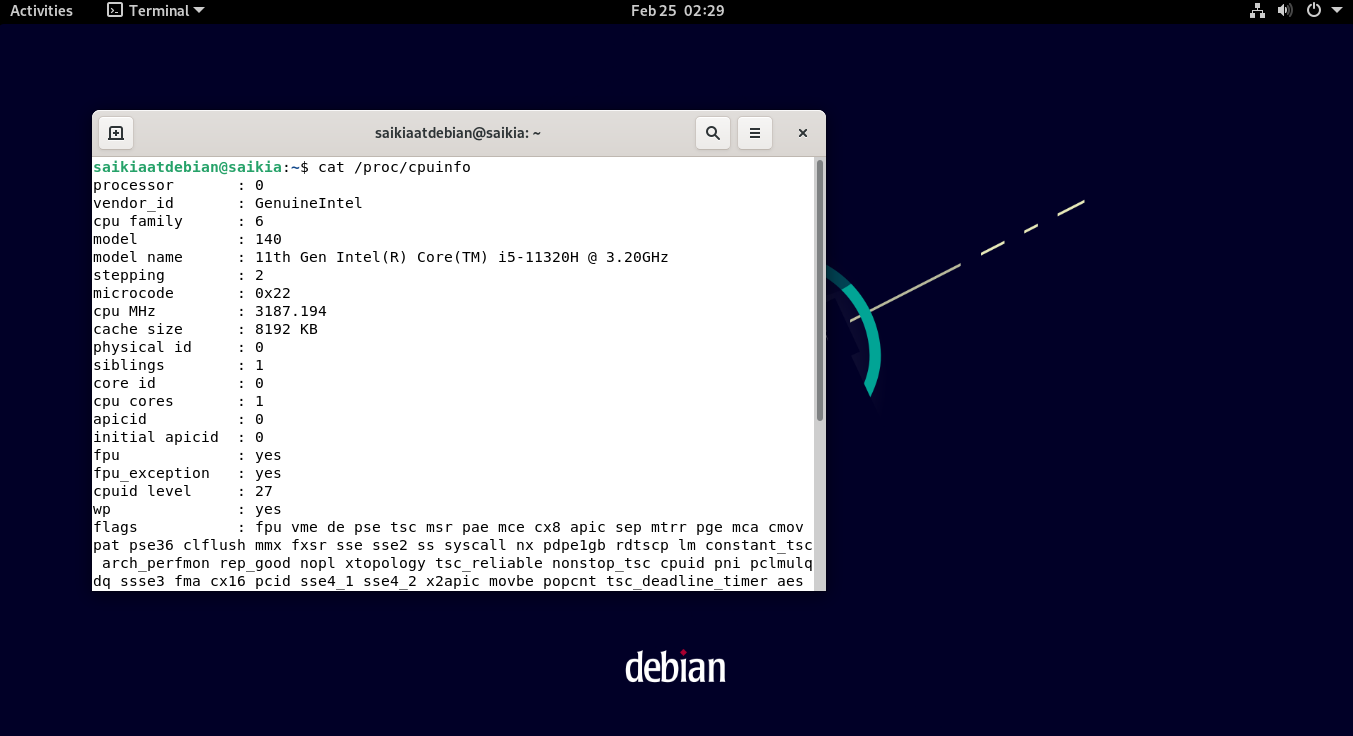 Activities
Terminal
Feb 25 02:29
saikiaatdebian@saikia: ~
saikiaatdebian@saikia:~$ cat /proc/cpuinfo
processor : 0
vendor_id : GenuineIntel
cpu family : 6
model : 140
model name : 11th Gen Intel(R) Core(TM) i5-11320H @ 3.20GHz
stepping : 2
microcode : 0x22
cpu MHz : 3187.194
cache size : 8192 KB
physical id : 0
siblings : 1
core id : 0
cpu cores : 1
apicid : 0
initial apicid : 0
fpu : yes
fpu_exception : yes
cpuid level : 27
wp : yes
flags : fpu vme de pse tsc msr pae mce cx8 apic sep mtrr pge mca cmov
pat pse36 clflush mmx fxsr sse sse2 ss syscall nx pdpe1gb rdtscp lm constant_tsc
arch_perfmon rep_good nopl xtopology tsc_reliable nonstop_tsc cpuid pni pclmulq
dq ssse3 fma cx16 pcid sse4_1 sse4_2 x2apic movbe popcnt tsc_deadline_timer aes
debian